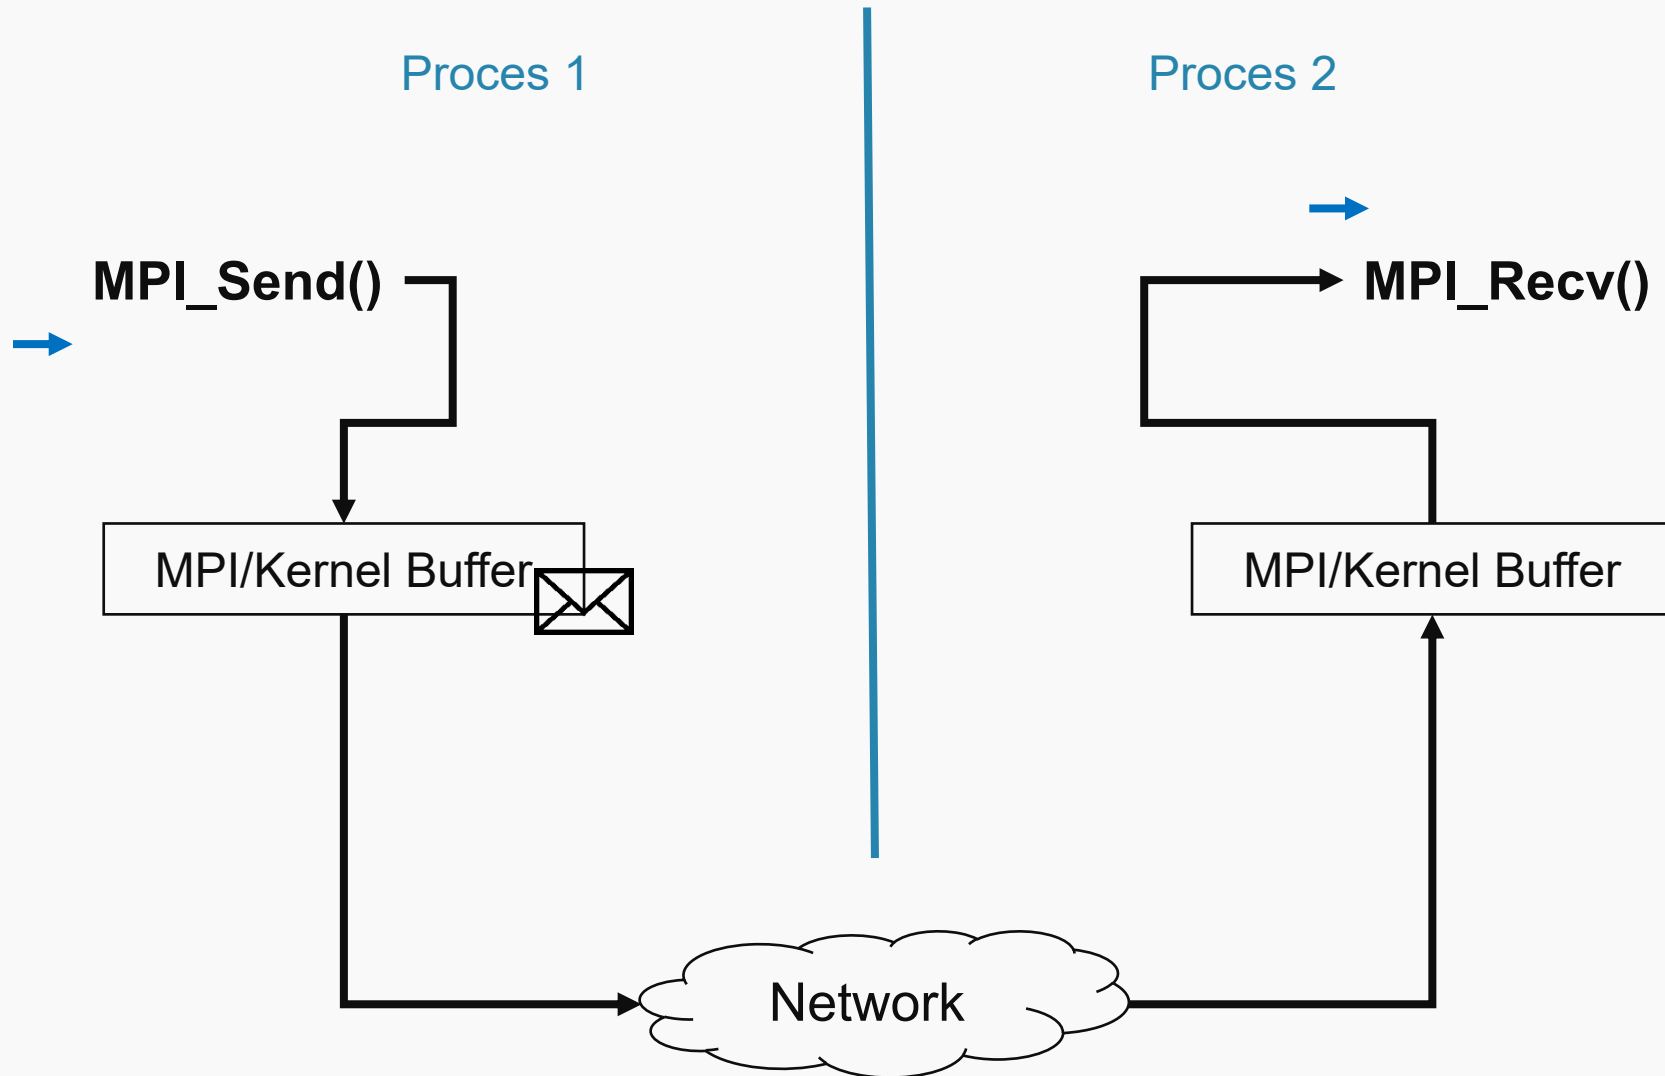 Proces 1
Proces 2
MPI_Send()
MPI_Recv()
MPI/Kernel Buffer
MPI/Kernel Buffer
Network